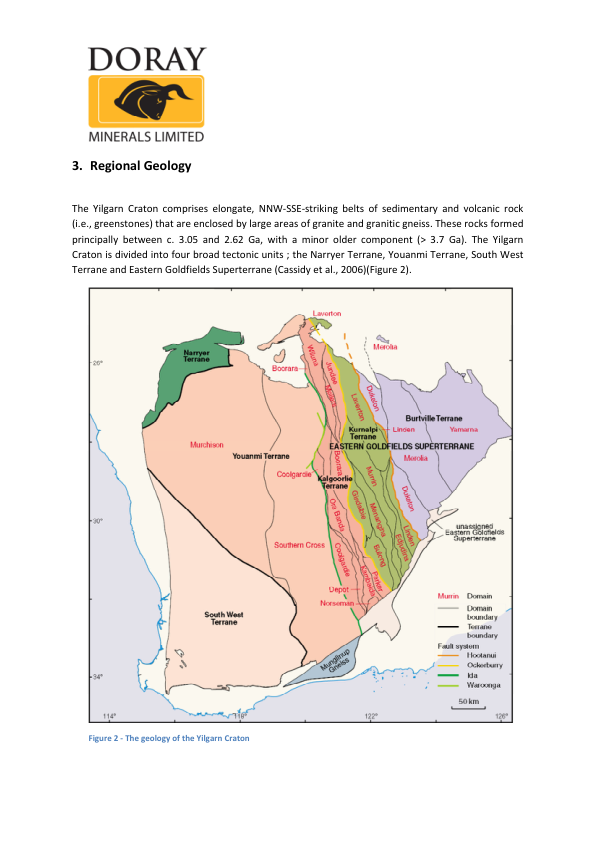 DORAY
MINERALS LIMITED
3. Regional Geology
The Yilgarn Craton comprises elongate, NNW-SSE-striking belts of sedimentary and volcanic rock
(i.e., greenstones) that are enclosed by large areas of granite and granitic gneiss. These rocks formed
principally between c. 3.05 and 2.62 Ga, with a minor older component (> 3.7 Ga). The Yilgarn
Craton is divided into four broad tectonic units ; the Narryer Terrane, Youanmi Terrane, South West
Terrane and Eastern Goldfields Superterrane (Cassidy et al., 2006)(Figure 2).
Laverton
Narryer
Terrane
Merolia
Wiluna
Boorara
Jundee
26°
Laverton
Duketon
Burtville Terrane
Murchison
Kurnalpi
Terrane
Linden
Yamarna
EASTERN GOLDFIELDS SUPERTERRANE
Youanmi Terrane
Boorara
Merolia
Coolgardie
Kalgoorlie
Terrane
Murrin
Gindalbie
Duketon
Ora Banda
Menangina
30°
Linden
unassigned
Eastern Goldfields
Superterrane
Edjudina
Southern Cross
Coolgardie
Bulong
Parker
Kambalda
Depot
Norseman
Murrin Domain
Domain
boundary
Terrane
boundary
South West
Terrane
Fault system
Hootanui
Ockerburry
Ida
Waroonga
Munglinup
Gneiss
34°
50 km
114°
118°
122°
126°
Figure 2 - The geology of the Yilgarn Craton